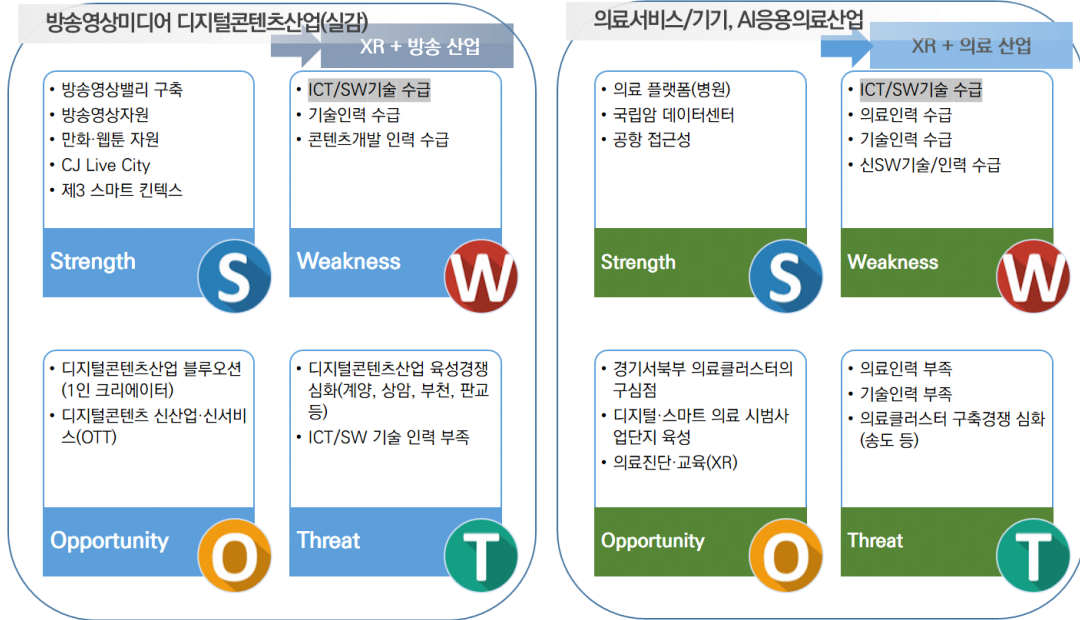 방송영상미디어 디지털콘텐츠산업(실감)
XR + 방송 산업
• 방송영상밸리 구축
• 방송영상자원
• 만화·웹툰 자원
• CJ Live City
• 제3 스마트 킨텍스
Strength
S
• ICT/SW기술 수급
• 기술인력 수급
• 콘텐츠개발 인력 수급
Weakness
W
• 디지털콘텐츠산업 블루오션
(1인 크리에이터)
• 디지털콘텐츠 신산업·신서비
스(OTT)
Opportunity
O
• 디지털콘텐츠산업 육성경쟁
심화(계양, 상암, 부천, 판교
등)
• ICT/SW 기술 인력 부족
Threat
T
의료서비스/기기, AI응용의료산업
XR + 의료 산업
• 의료 플랫폼(병원)
• 국립암 데이터센터
• 공항 접근성
Strength
S
• ICT/SW기술 수급
• 의료인력 수급
• 기술인력 수급
• 신SW기술/인력 수급
Weakness
W
• 경기서북부 의료클러스터의
구심점
• 디지털·스마트 의료 시범사
업단지 육성
• 의료진단·교육(XR)
Opportunity
O
• 의료인력 부족
• 기술인력 부족
• 의료클러스터 구축경쟁 심화
(송도 등)
Threat
T